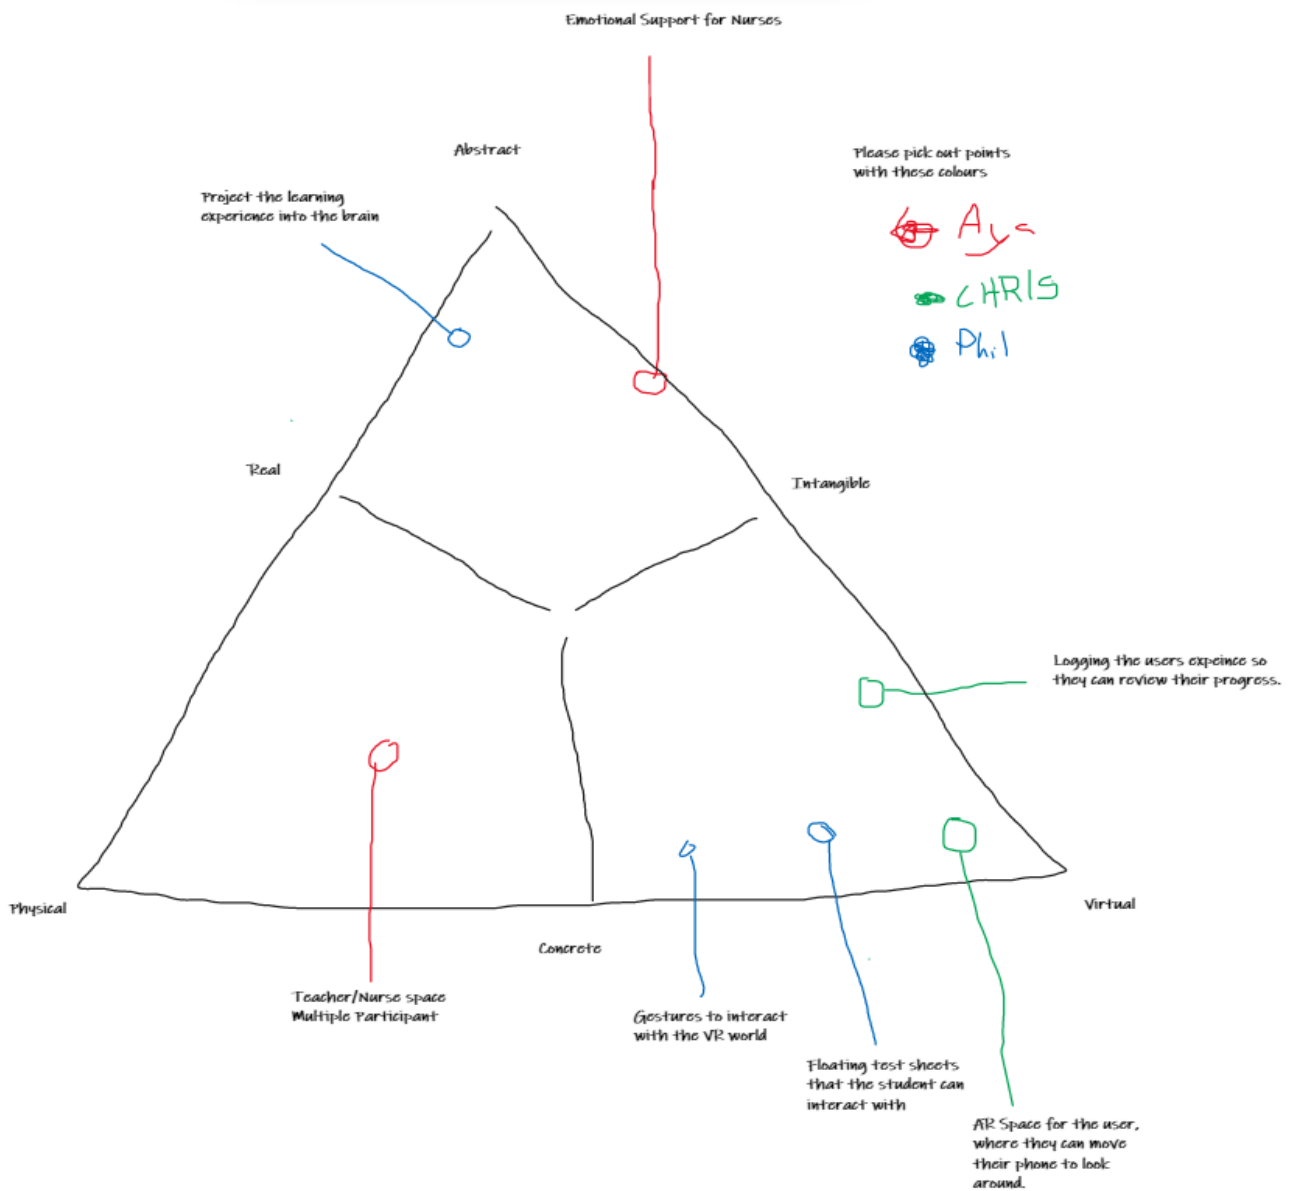 Emotional Support for Nurses
Abstract
Please pick out points
with these colours
Project the learning
experience into the brain
Aya
CHRIS
Phil
Real
Intangible
Logging the users expeince so
they can review their progress.
Physical
Virtual
Concrete
Teacher/Nurse space
Multiple Participant
Gestures to interact
with the VR world
Floating test sheets
that the student can
interact with
AR Space for the user,
where they can move
their phone to look
around.